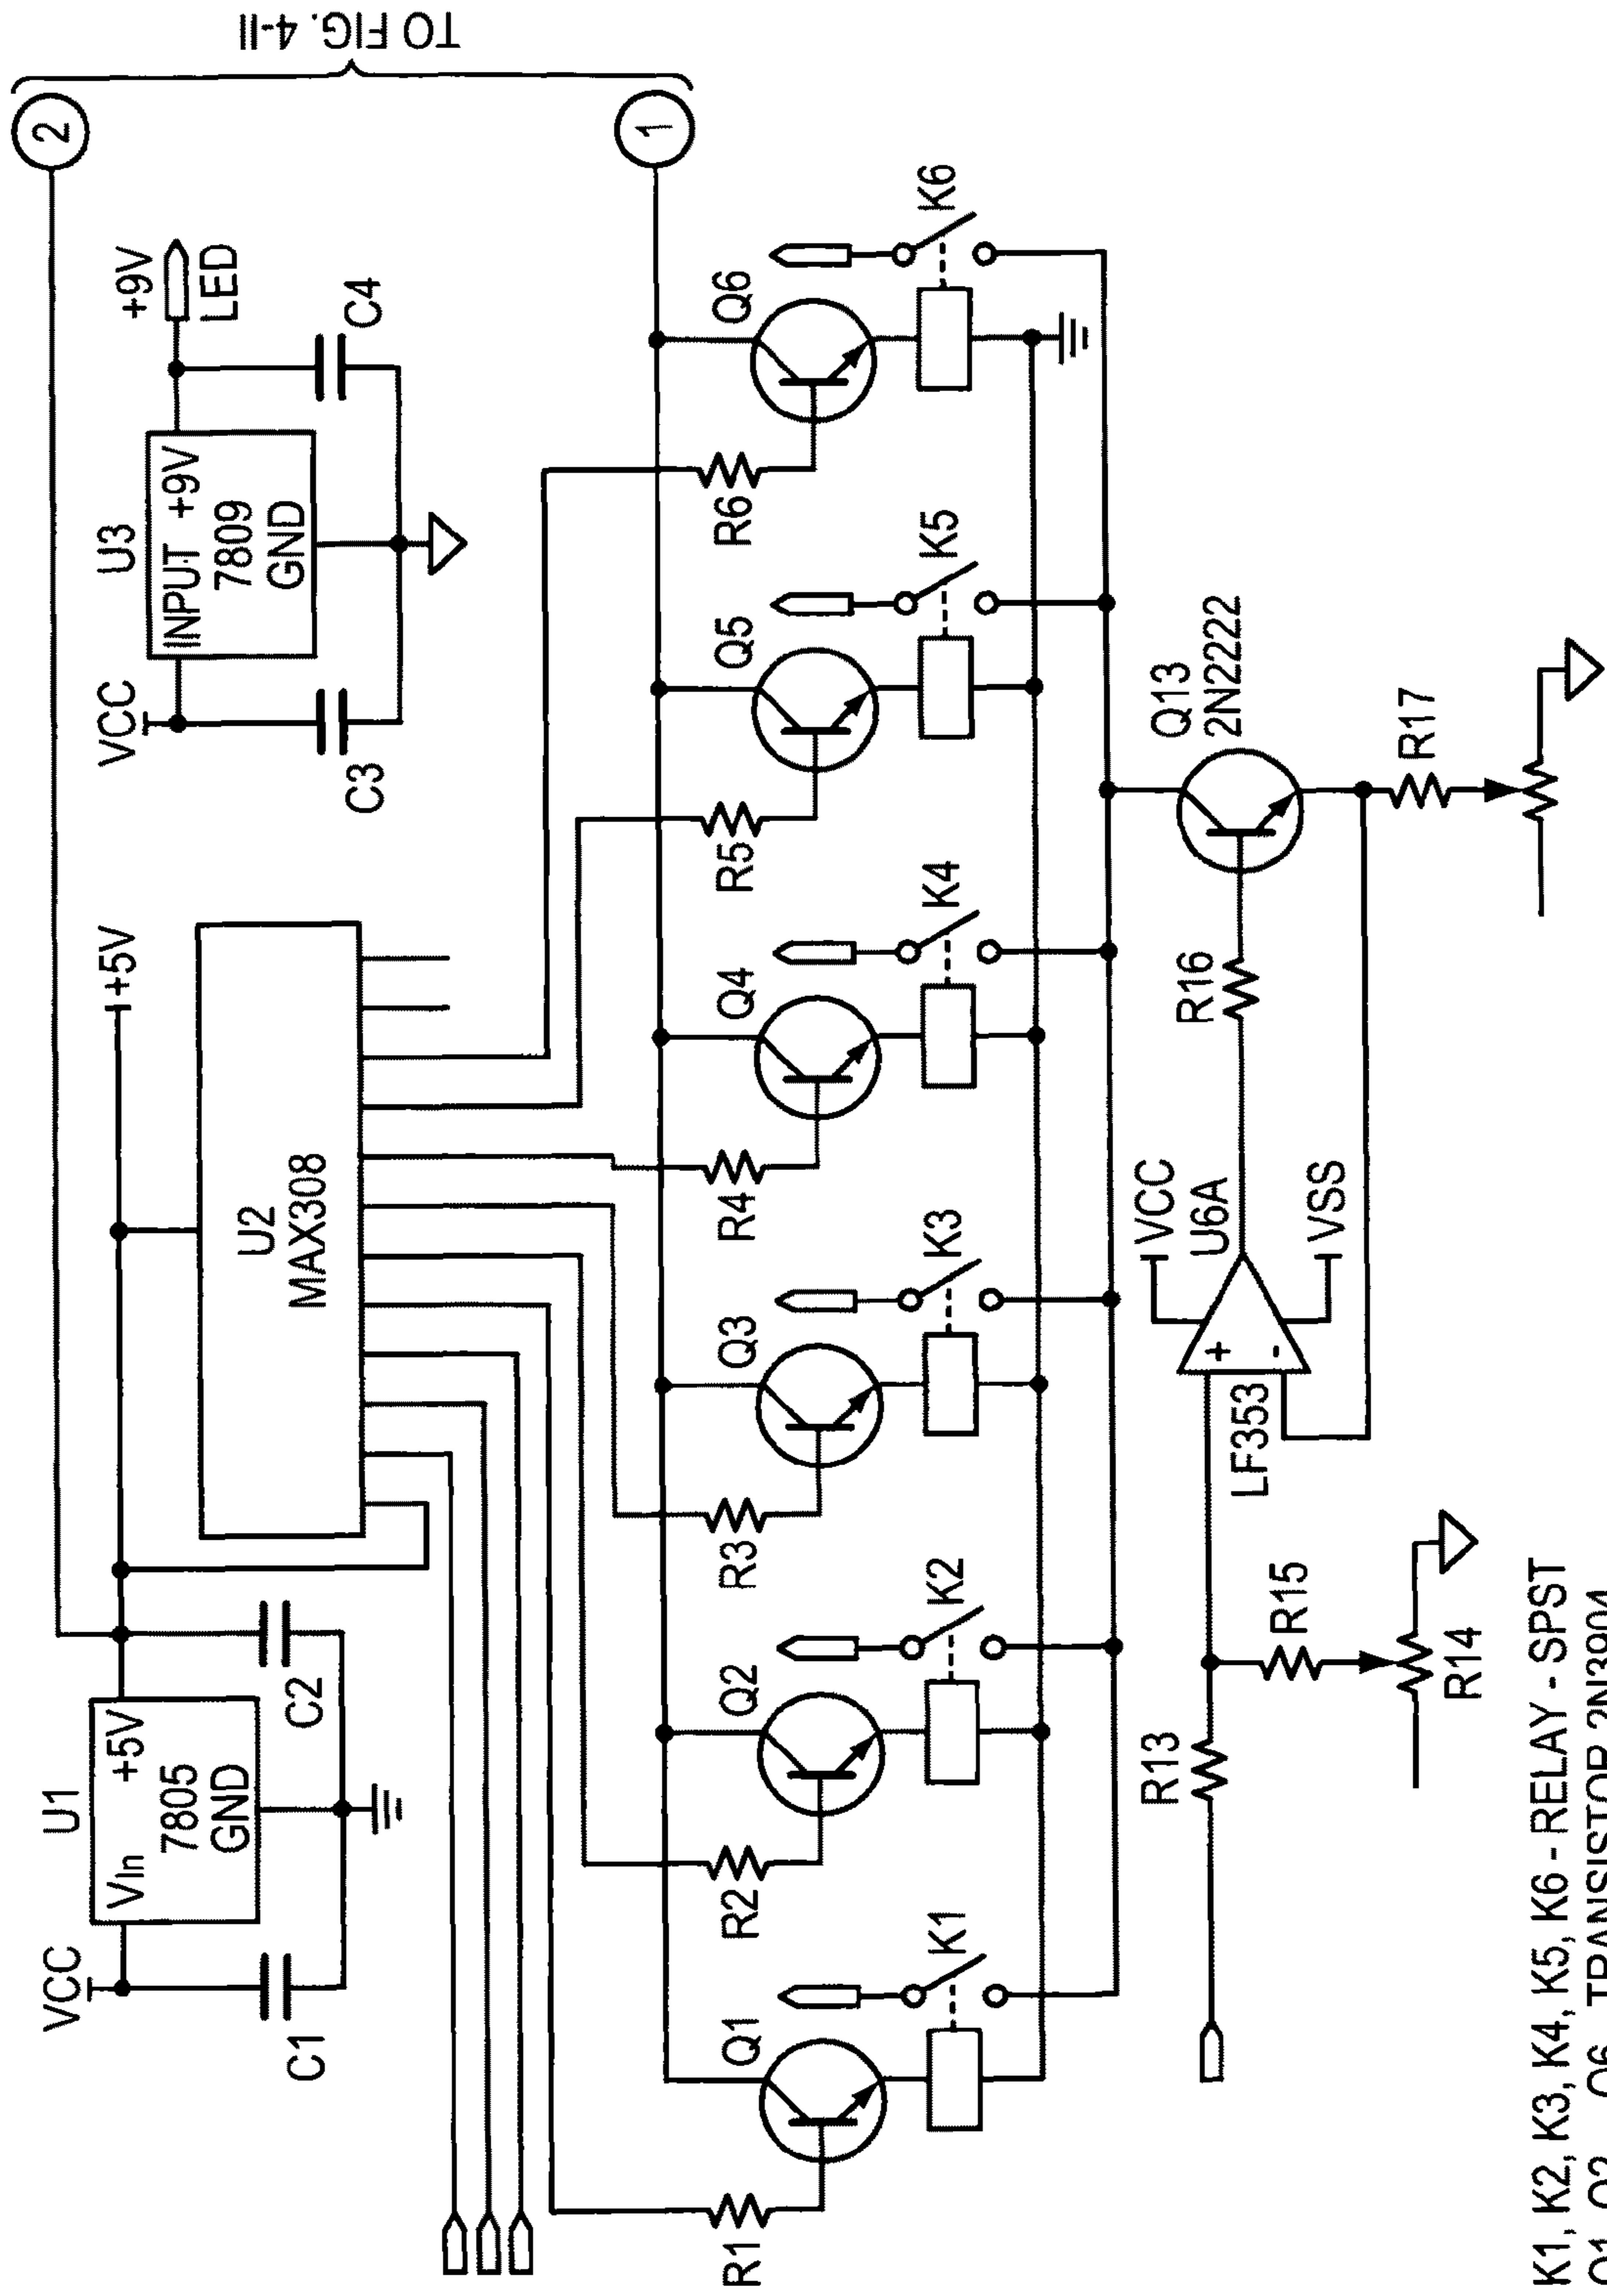 TO FIG. 4-II
2
1
+9V
LED
C4
U3
INPUT +9V
7809
GND
VCC
C3
+5V
U2
MAX308
U1
VIn +5V
7805
GND
C2
VCC
C1
Q1
R1
K1
Q2
R2
K2
Q3
R3
K3
Q4
R4
K4
Q5
R5
K5
Q6
R6
K6
Q13
2N2222
R17
R16
VCC
U6A
+
-
VSS
LF353
R13
R15
R14
K1, K2, K3, K4, K5, K6 - RELAY - SPST